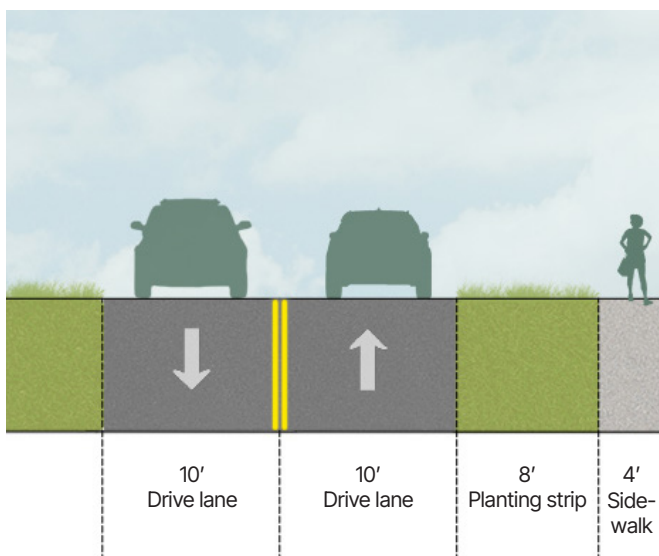 10′
Drive lane
10′
Drive lane
8′
Planting strip
4′
Side-
walk